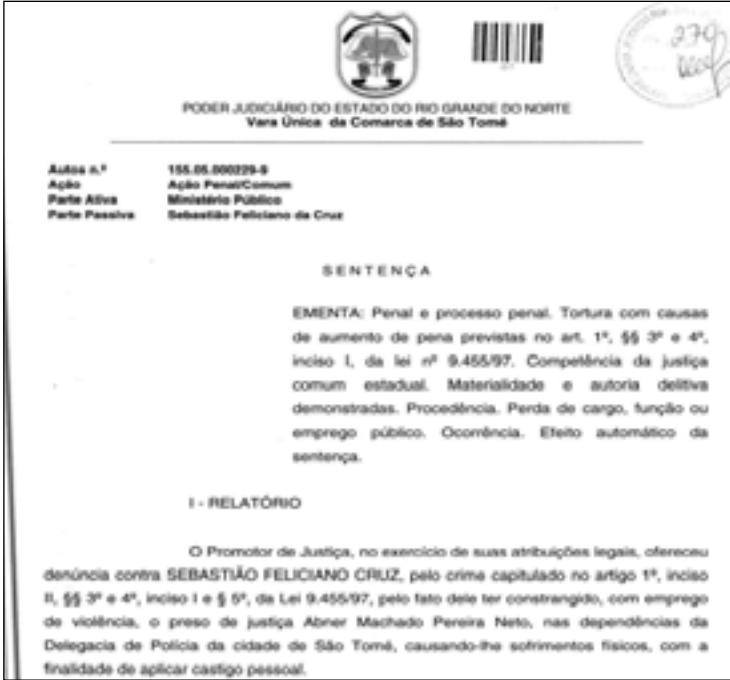 270
PODER JUDICIÁRIO DO ESTADO DO RIO GRANDE DO NORTE
Vara Única da Comarca de São Tomé
Autos n.º 155.05.000229-9
Ação Ação Penal/Comum
Parte Ativa Ministério Público
Parte Passiva Sebastião Feliciano da Cruz
SENTENÇA
EMENTA: Penal e processo penal. Tortura com causas
de aumento de pena previstas no art. 1º, §§ 3º e 4º,
inciso I, da lei nº 9.455/97. Competência da justiça
comum estadual. Materialidade e autoria delitiva
demonstradas. Procedência. Perda de cargo, função ou
emprego público. Ocorrência. Efeito automático da
sentença.
I - RELATÓRIO
O Promotor de Justiça, no exercício de suas atribuições legais, ofereceu
denúncia contra SEBASTIÃO FELICIANO CRUZ, pelo crime capitulado no artigo 1º, inciso
II, §§ 3º e 4º, inciso I e § 5º, da Lei 9.455/97, pelo fato dele ter constrangido, com emprego
de violência, o preso de justiça Abner Machado Pereira Neto, nas dependências da
Delegacia de Polícia da cidade de São Tomé, causando-lhe sofrimentos físicos, com a
finalidade de aplicar castigo pessoal.